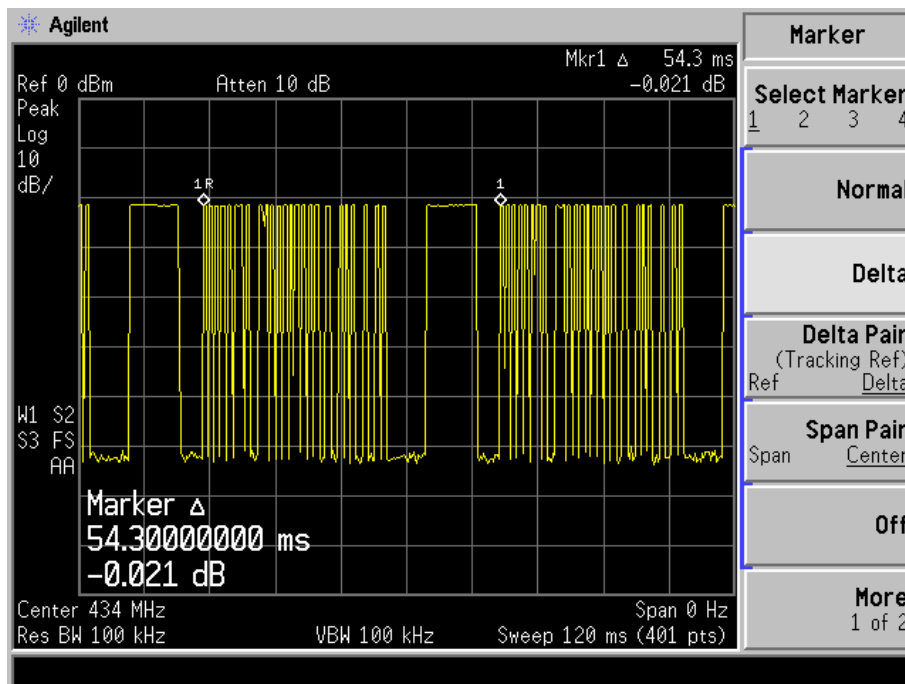 Agilent
Marker
Mkr1 Δ 54.3 ms
Ref 0 dBm Atten 10 dB -0.021 dB
Peak
Log
10
dB/
1R
1
W1 S2
S3 FS
AA
Marker Δ
54.30000000 ms
-0.021 dB
Center 434 MHz Span 0 Hz
Res BW 100 kHz VBW 100 kHz Sweep 120 ms (401 pts)
Select Marker
1 2 3 4
Normal
Delta
Delta Pair
(Tracking Ref)
Ref Delta
Span Pair
Span Center
Off
More
1 of 2